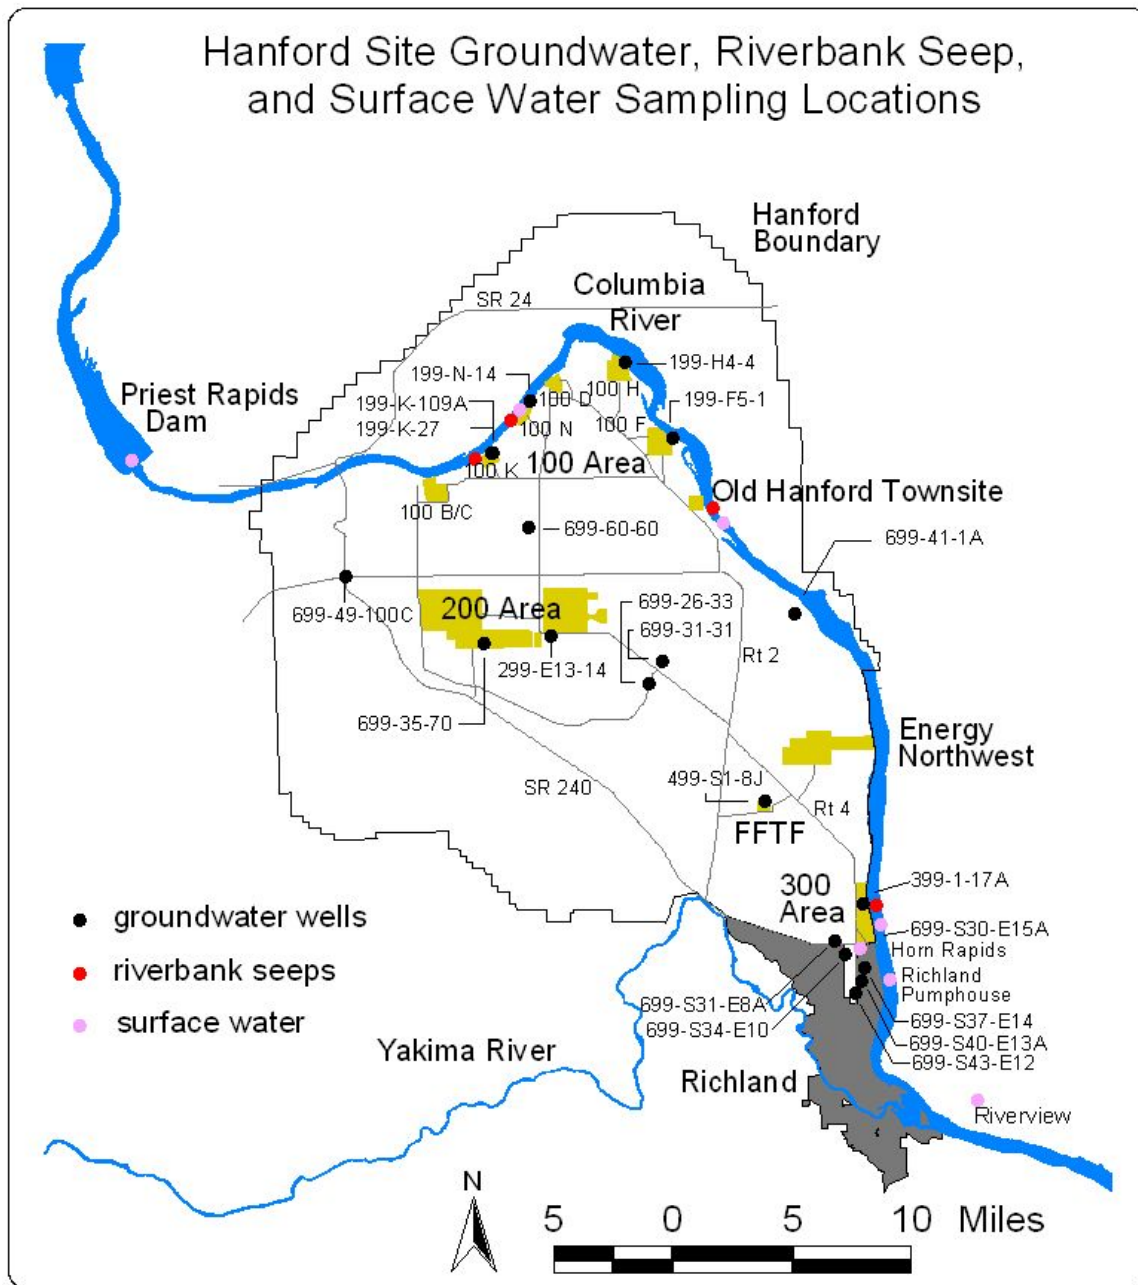 Hanford Site Groundwater, Riverbank Seep,
and Surface Water Sampling Locations
Hanford
Boundary
SR 24
Columbia
River
199-N-14
199-H4-4
100 H
100 D
199-F5-1
Priest Rapids
Dam
199-K-109A
199-K-27
100 N
100 F
100 K
100 Area
Old Hanford Townsite
100 B/C
699-60-60
699-41-1A
699-49-100C
200 Area
699-26-33
699-31-31
Rt 2
299-E13-14
699-35-70
Energy
Northwest
SR 240
499-S1-8J
Rt 4
FFTF
300
Area
399-1-17A
groundwater wells
699-S30-E15A
Horn Rapids
riverbank seeps
Richland
Pumphouse
699-S31-E8A
surface water
699-S37-E14
699-S34-E10
699-S40-E13A
Yakima River
699-S43-E12
Richland
Riverview
N
5 0 5 10 Miles